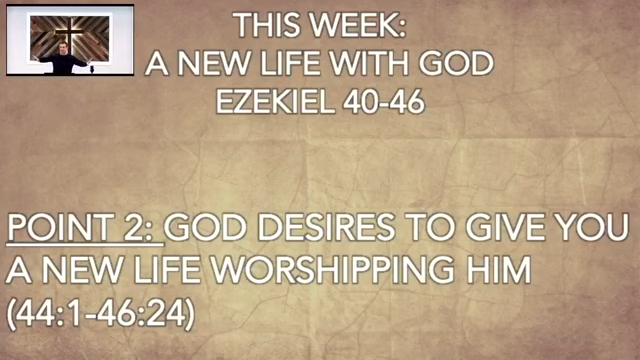 THIS WEEK:
A NEW LIFE WITH GOD
EZEKIEL 40-46
POINT 2: GOD DESIRES TO GIVE YOU
A NEW LIFE WORSHIPPING HIM
(44:1-46:24)